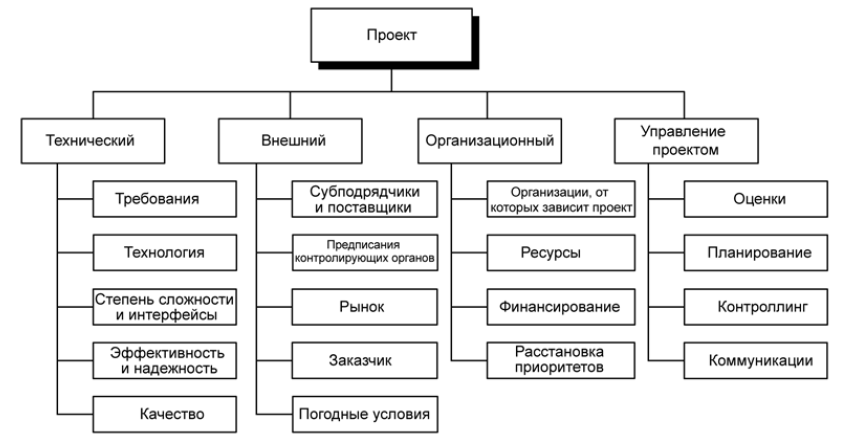 Проект
Технический
Внешний
Организационный
Управление
проектом
Требования
Технология
Степень сложности
и интерфейсы
Эффективность
и надежность
Качество
Субподрядчики
и поставщики
Предписания
контролирующих органов
Рынок
Заказчик
Погодные условия
Организации, от
которых зависит проект
Ресурсы
Финансирование
Расстановка
приоритетов
Оценки
Планирование
Контроллинг
Коммуникации